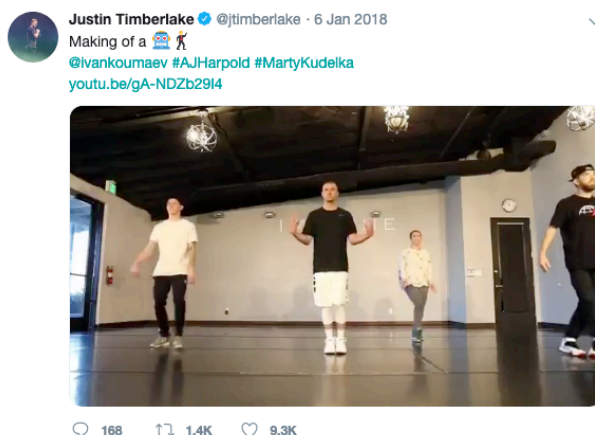 Justin Timberlake @jtimberlake · 6 Jan 2018
Making of a 🤖🕺
@ivankoumaev #AJHarpold #MartyKudelka
youtu.be/gA-NDZb29I4
168 1.4K 9.3K